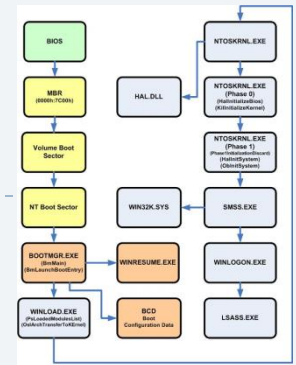 BIOS
MBR
(0000h:7C00h)
Volume Boot
Sector
NT Boot Sector
BOOTMGR.EXE
(BmMain)
(BmLaunchBootEntry)
WINLOAD.EXE
(PsLoadedModulesList)
(OslArchTransferToKErnel)
HAL.DLL
WIN32K.SYS
WINRESUME.EXE
BCD
Boot
Configuration Data
NTOSKRNL.EXE
NTOSKRNL.EXE
(Phase 0)
(HalInitializeBios)
(KiInitializeKernel)
NTOSKRNL.EXE
(Phase 1)
(Phase1InitializationDiscard)
(HalInitSystem)
(ObInitSystem)
SMSS.EXE
WINLOGON.EXE
LSASS.EXE